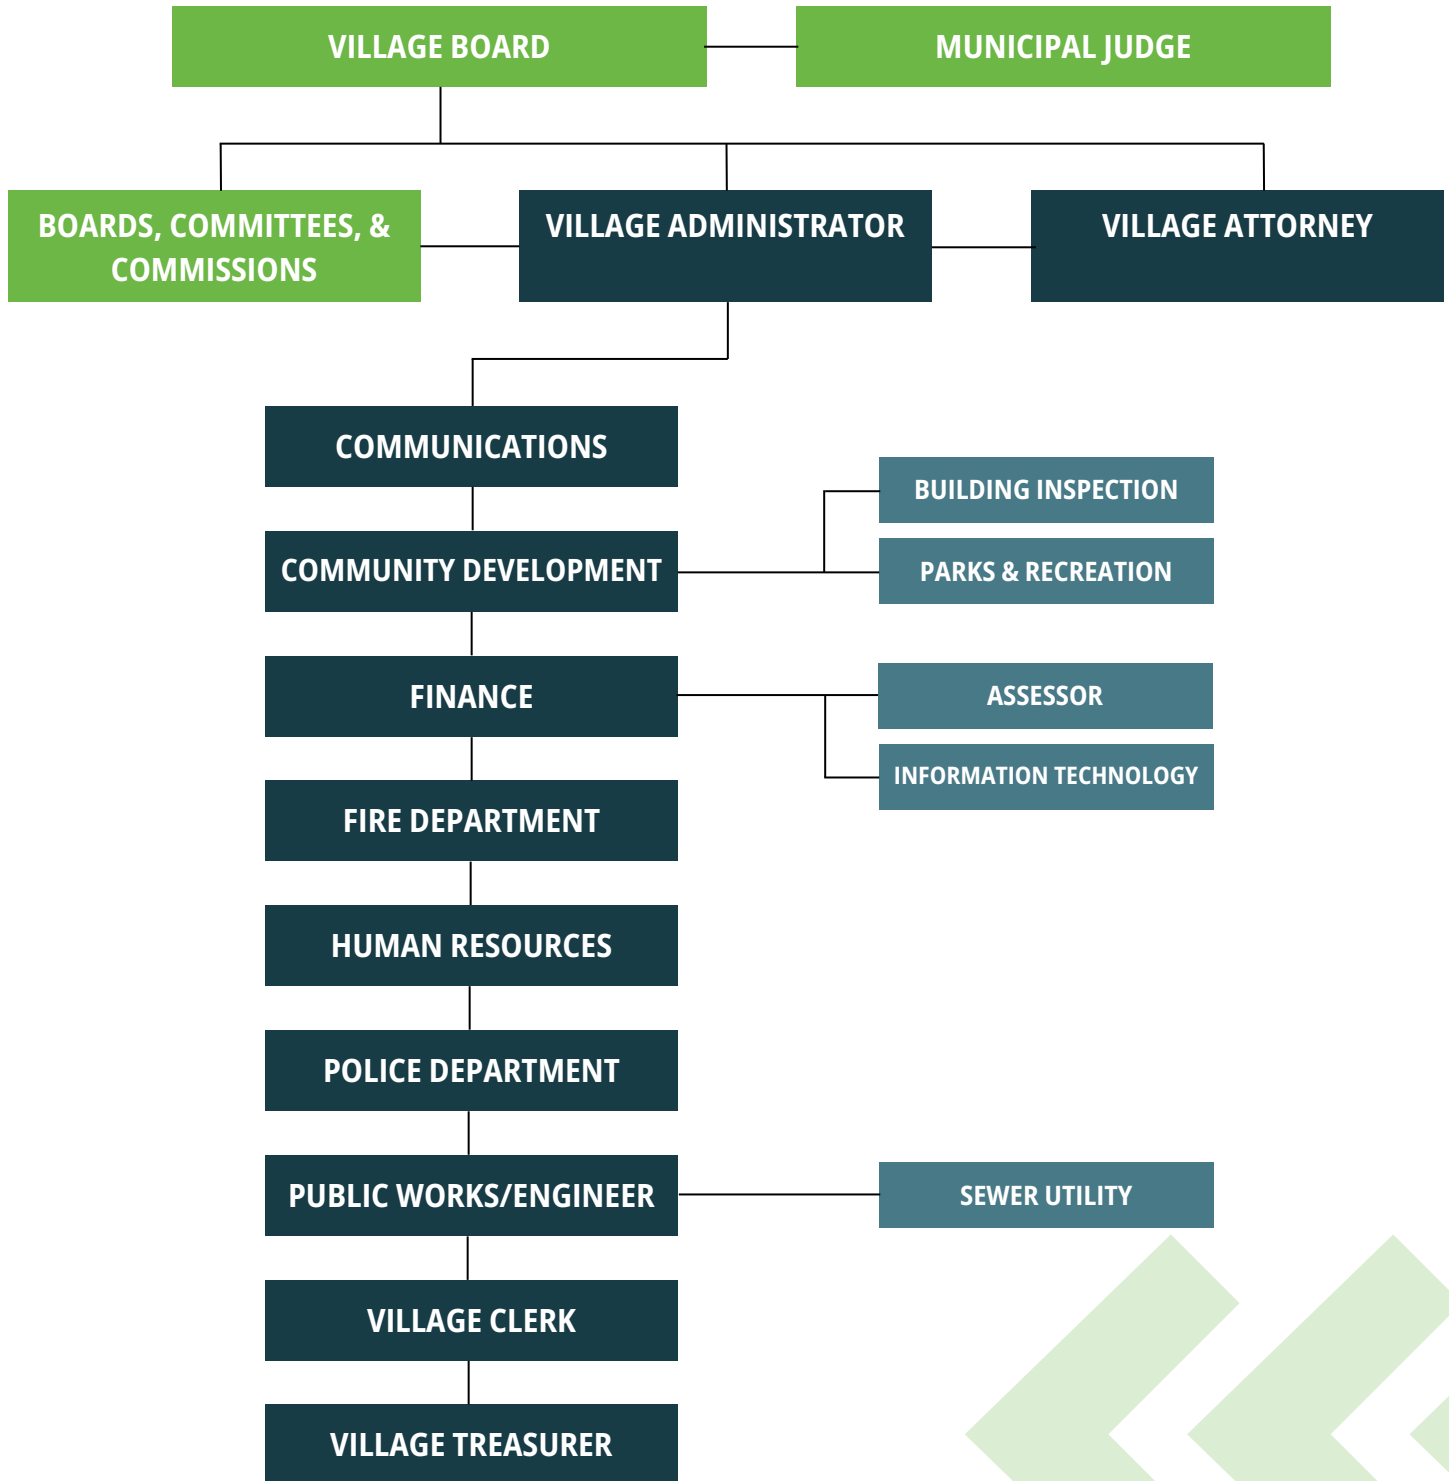 VILLAGE BOARD
MUNICIPAL JUDGE
BOARDS, COMMITTEES, &
COMMISSIONS
VILLAGE ADMINISTRATOR
VILLAGE ATTORNEY
COMMUNICATIONS
BUILDING INSPECTION
COMMUNITY DEVELOPMENT
PARKS & RECREATION
FINANCE
ASSESSOR
INFORMATION TECHNOLOGY
FIRE DEPARTMENT
HUMAN RESOURCES
POLICE DEPARTMENT
PUBLIC WORKS/ENGINEER
SEWER UTILITY
VILLAGE CLERK
VILLAGE TREASURER